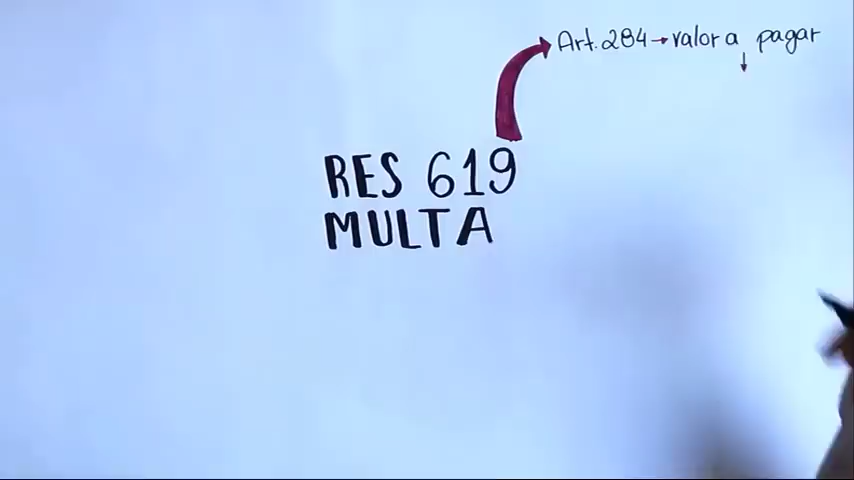 Art. 284 → valor a pagar
↓
RES 619
MULTA